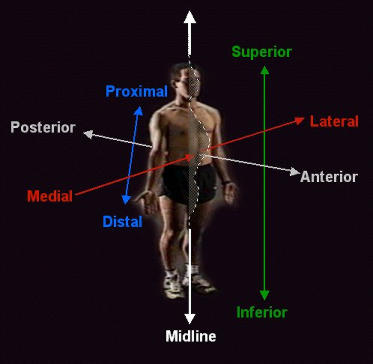 Superior
Proximal
Lateral
Posterior
Anterior
Medial
Distal
Inferior
Midline